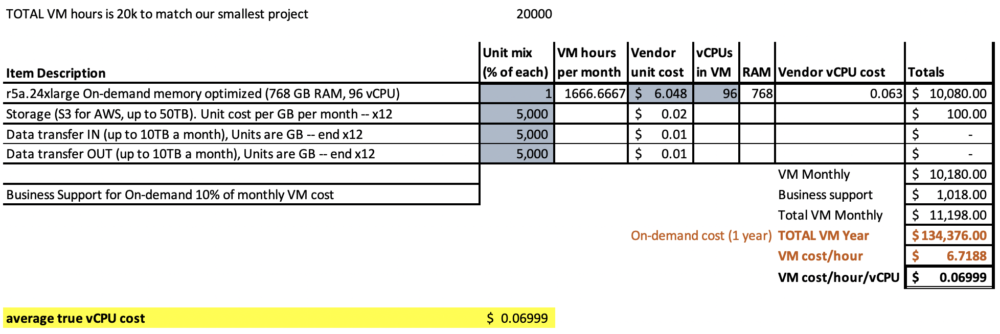 TOTAL VM hours is 20k to match our smallest project 20000
Unit mix VM hours Vendor vCPUs
Item Description (% of each) per month unit cost in VM RAM Vendor vCPU cost Totals
r5a.24xlarge On-demand memory optimized (768 GB RAM, 96 vCPU) 1 1666.6667 $ 6.048 96 768 0.063 $ 10,080.00
Storage (S3 for AWS, up to 50TB). Unit cost per GB per month -- x12 5,000 $ 0.02 $ 100.00
Data transfer IN (up to 10TB a month), Units are GB -- end x12 5,000 $ 0.01 $ -
Data transfer OUT (up to 10TB a month), Units are GB -- end x12 5,000 $ 0.01 $ -
VM Monthly $ 10,180.00
Business Support for On-demand 10% of monthly VM cost Business support $ 1,018.00
Total VM Monthly $ 11,198.00
On-demand cost (1 year) TOTAL VM Year $ 134,376.00
VM cost/hour $ 6.7188
VM cost/hour/vCPU $ 0.06999
average true vCPU cost $ 0.06999